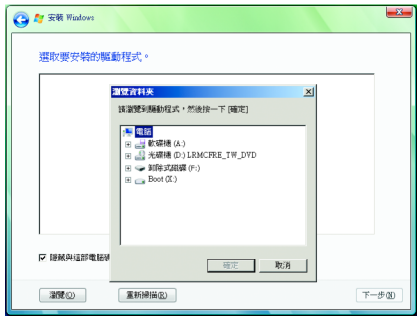 安裝 Windows
選取要安裝的驅動程式。
瀏覽資料夾
請瀏覽到驅動程式，然後按一下 [確定]
電腦
軟碟機 (A:)
光碟機 (D:) LRMCFRE_TW_DVD
卸除式磁碟 (F:)
Boot (X:)
隱藏與這部電腦硬
確定
取消
瀏覽(O)
重新掃描(R)
下一步(N)